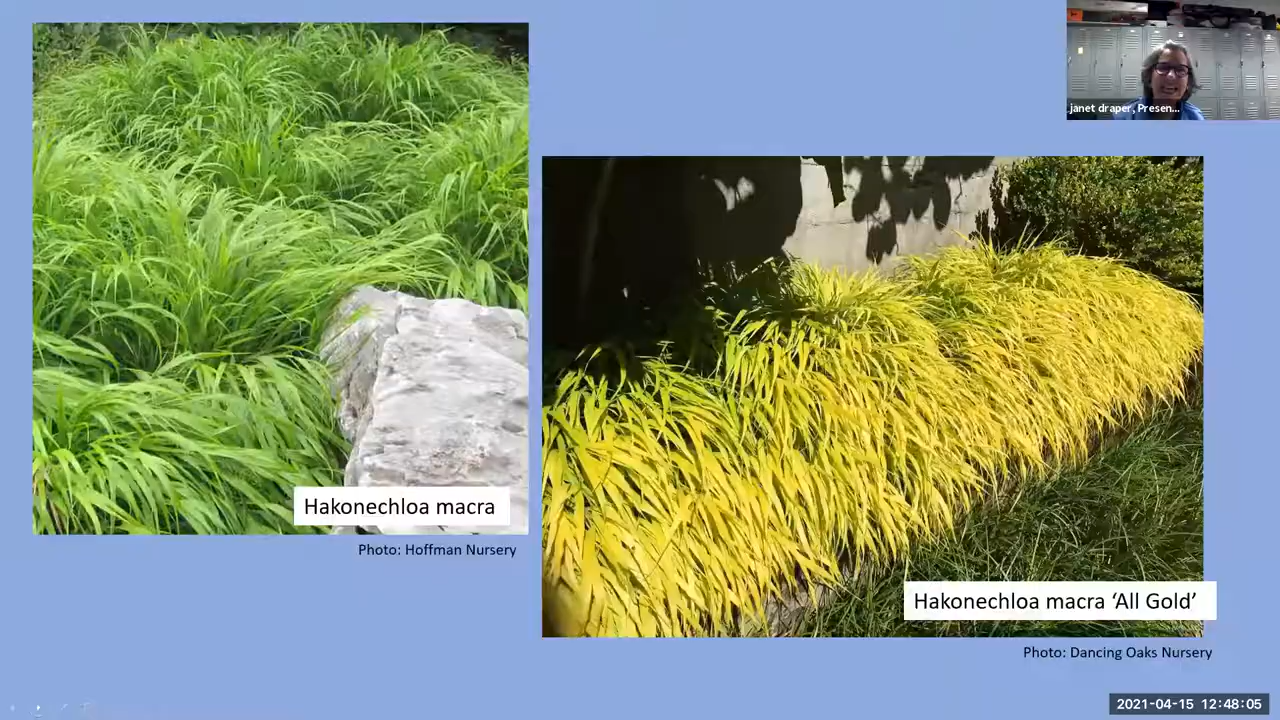 janet draper, Presen...
Hakonechloa macra
Photo: Hoffman Nursery
Hakonechloa macra ‘All Gold’
Photo: Dancing Oaks Nursery
2021-04-15 12:48:05